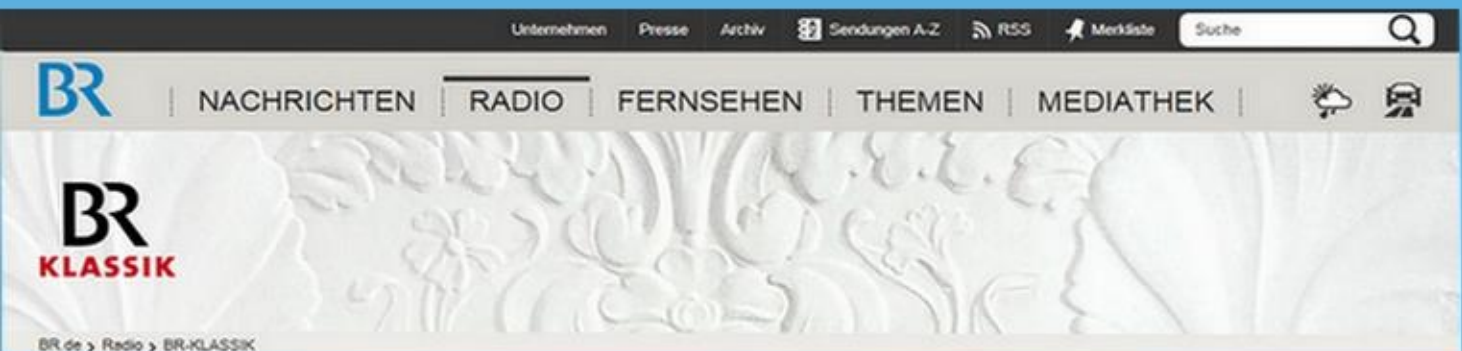 Unternehmen Presse Archiv Sendungen A-Z RSS Merkliste Suche
BR NACHRICHTEN RADIO FERNSEHEN THEMEN MEDIATHEK
BR
KLASSIK
BR.de > Radio > BR-KLASSIK